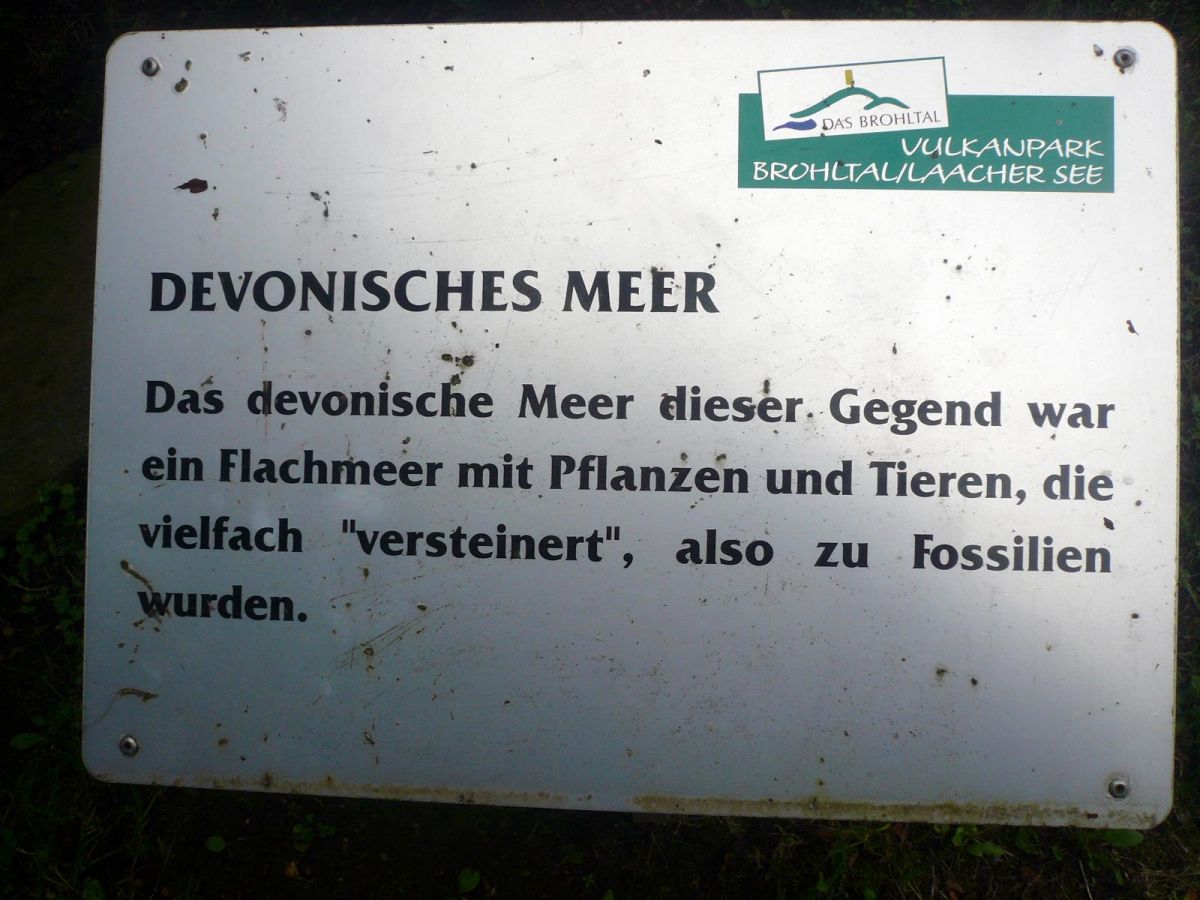 DAS BROHLTAL
VULKANPARK
BROHLTAL/LAACHER SEE
DEVONISCHES MEER
Das devonische Meer dieser Gegend war
ein Flachmeer mit Pflanzen und Tieren, die
vielfach "versteinert", also zu Fossilien
wurden.